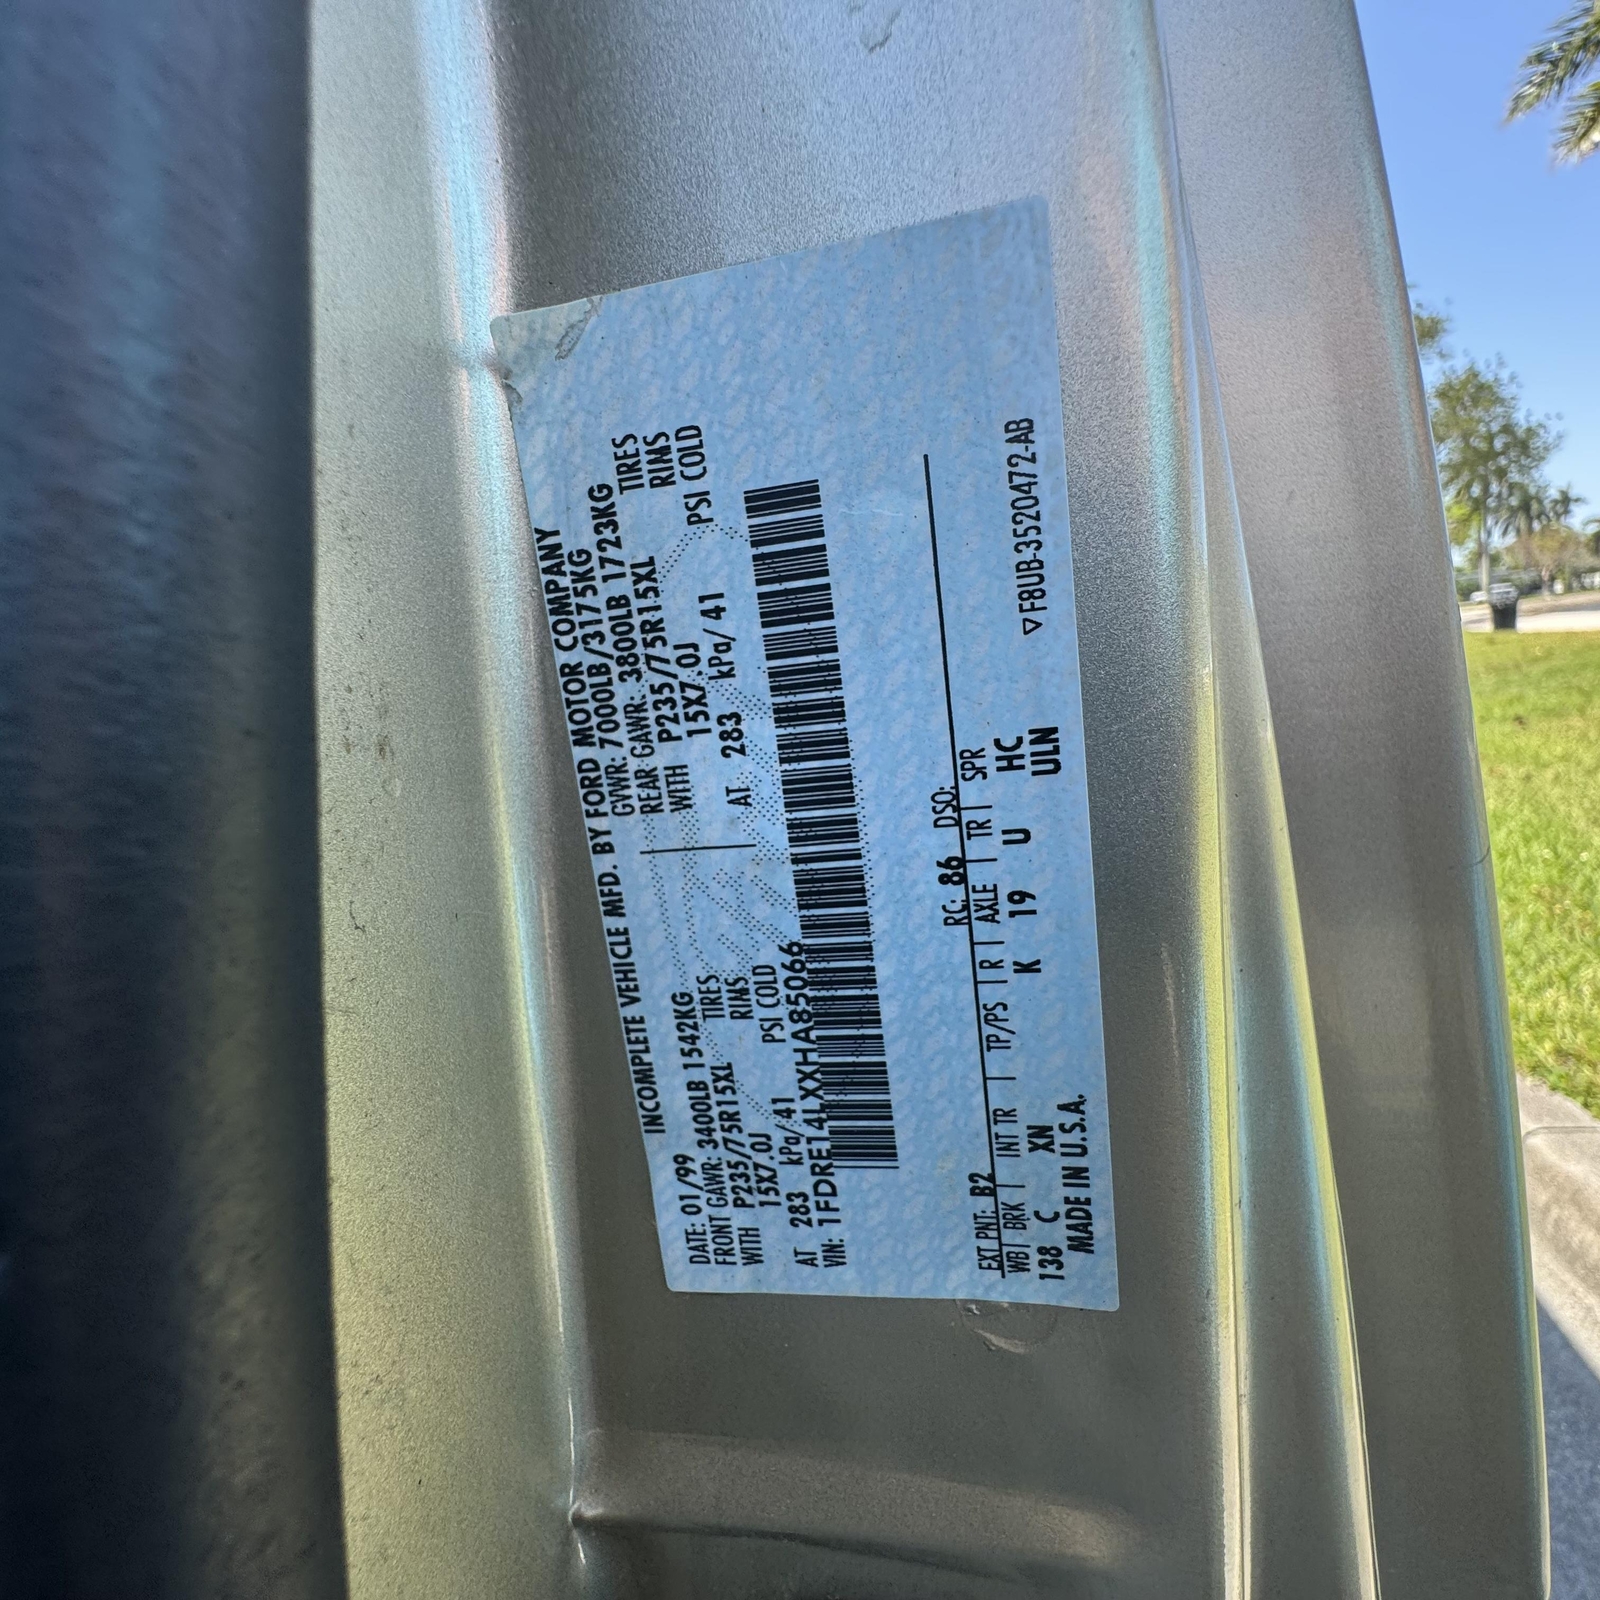 INCOMPLETE VEHICLE MFD. BY FORD MOTOR COMPANY
DATE: 01/99 GVWR: 7000LB/3175KG
FRONT GAWR: 3400LB 1542KG REAR GAWR: 3800LB 1723KG
WITH P235/75R15XL TIRES WITH P235/75R15XL TIRES
15X7.0J RIMS 15X7.0J RIMS
AT 283 kPa/41 PSI COLD AT 283 kPa/41 PSI COLD
VIN: 1FDRE14LXXHA85066
EXT PNT: B2 RC: 86 DSO:
WB BRK INT TR TP/PS R AXLE TR SPR
138 C XN K 19 U HC
MADE IN U.S.A. ULN
▽F8UB-3520472-AB